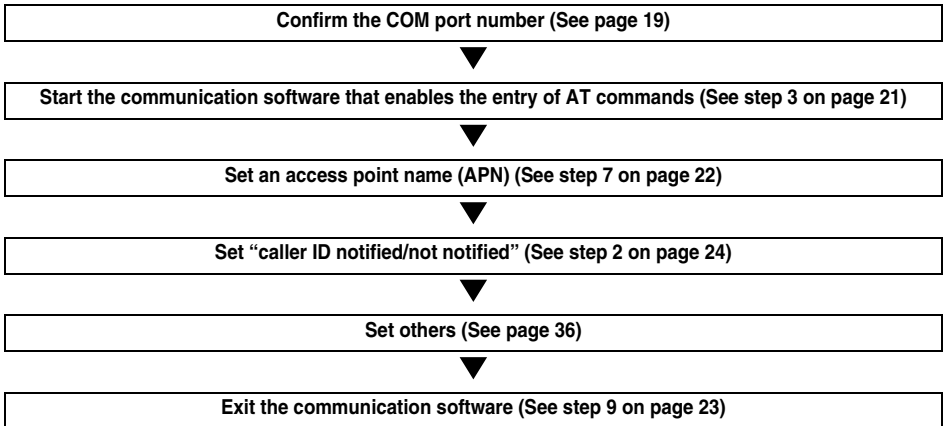 Confirm the COM port number (See page 19)
Start the communication software that enables the entry of AT commands (See step 3 on page 21)
Set an access point name (APN) (See step 7 on page 22)
Set “caller ID notified/not notified” (See step 2 on page 24)
Set others (See page 36)
Exit the communication software (See step 9 on page 23)